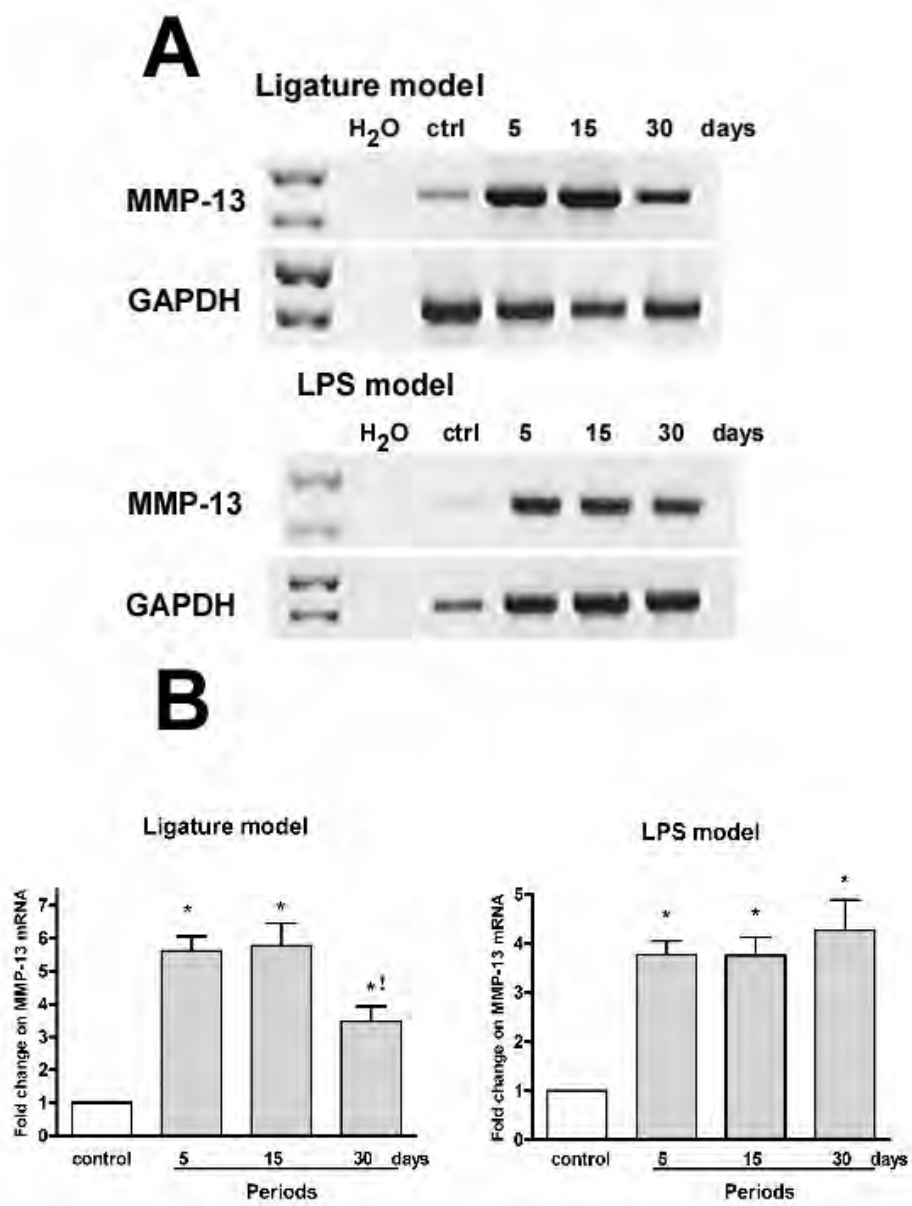 A
Ligature model
H2O ctrl 5 15 30 days
MMP-13
GAPDH
LPS model
H2O ctrl 5 15 30 days
MMP-13
GAPDH
B
Ligature model
Fold change on MMP-13 mRNA
7
6
5
4
3
2
1
0
* * *!
control 5 15 30 days
Periods
LPS model
Fold change on MMP-13 mRNA
5
4
3
2
1
0
* * *
control 5 15 30 days
Periods